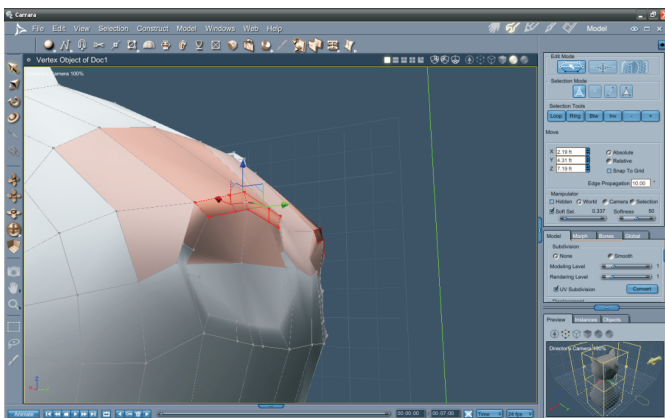 Carrara
File Edit View Selection Construct Model Windows Web Help
Model
Vertex Object of Doc1
Camera 100%
Edit Mode
Selection Mode
Selection Tools
Loop Ring Btw Inv - +
Move
X 2.19 ft Absolute
Y 4.31 ft Relative
Z 7.19 ft Snap To Grid
Edge Propagation 10.00
Manipulator
Hidden World Camera Selection
Soft Sel. 0.337 Softness 50
Model Morph Bones Global
Subdivision
None Smooth
Modeling Level 1
Rendering Level 1
UV Subdivision Convert
Preview Instances Objects
Director's Camera 100%
Animate 00:00:00 00:07:00 Time 24 fps